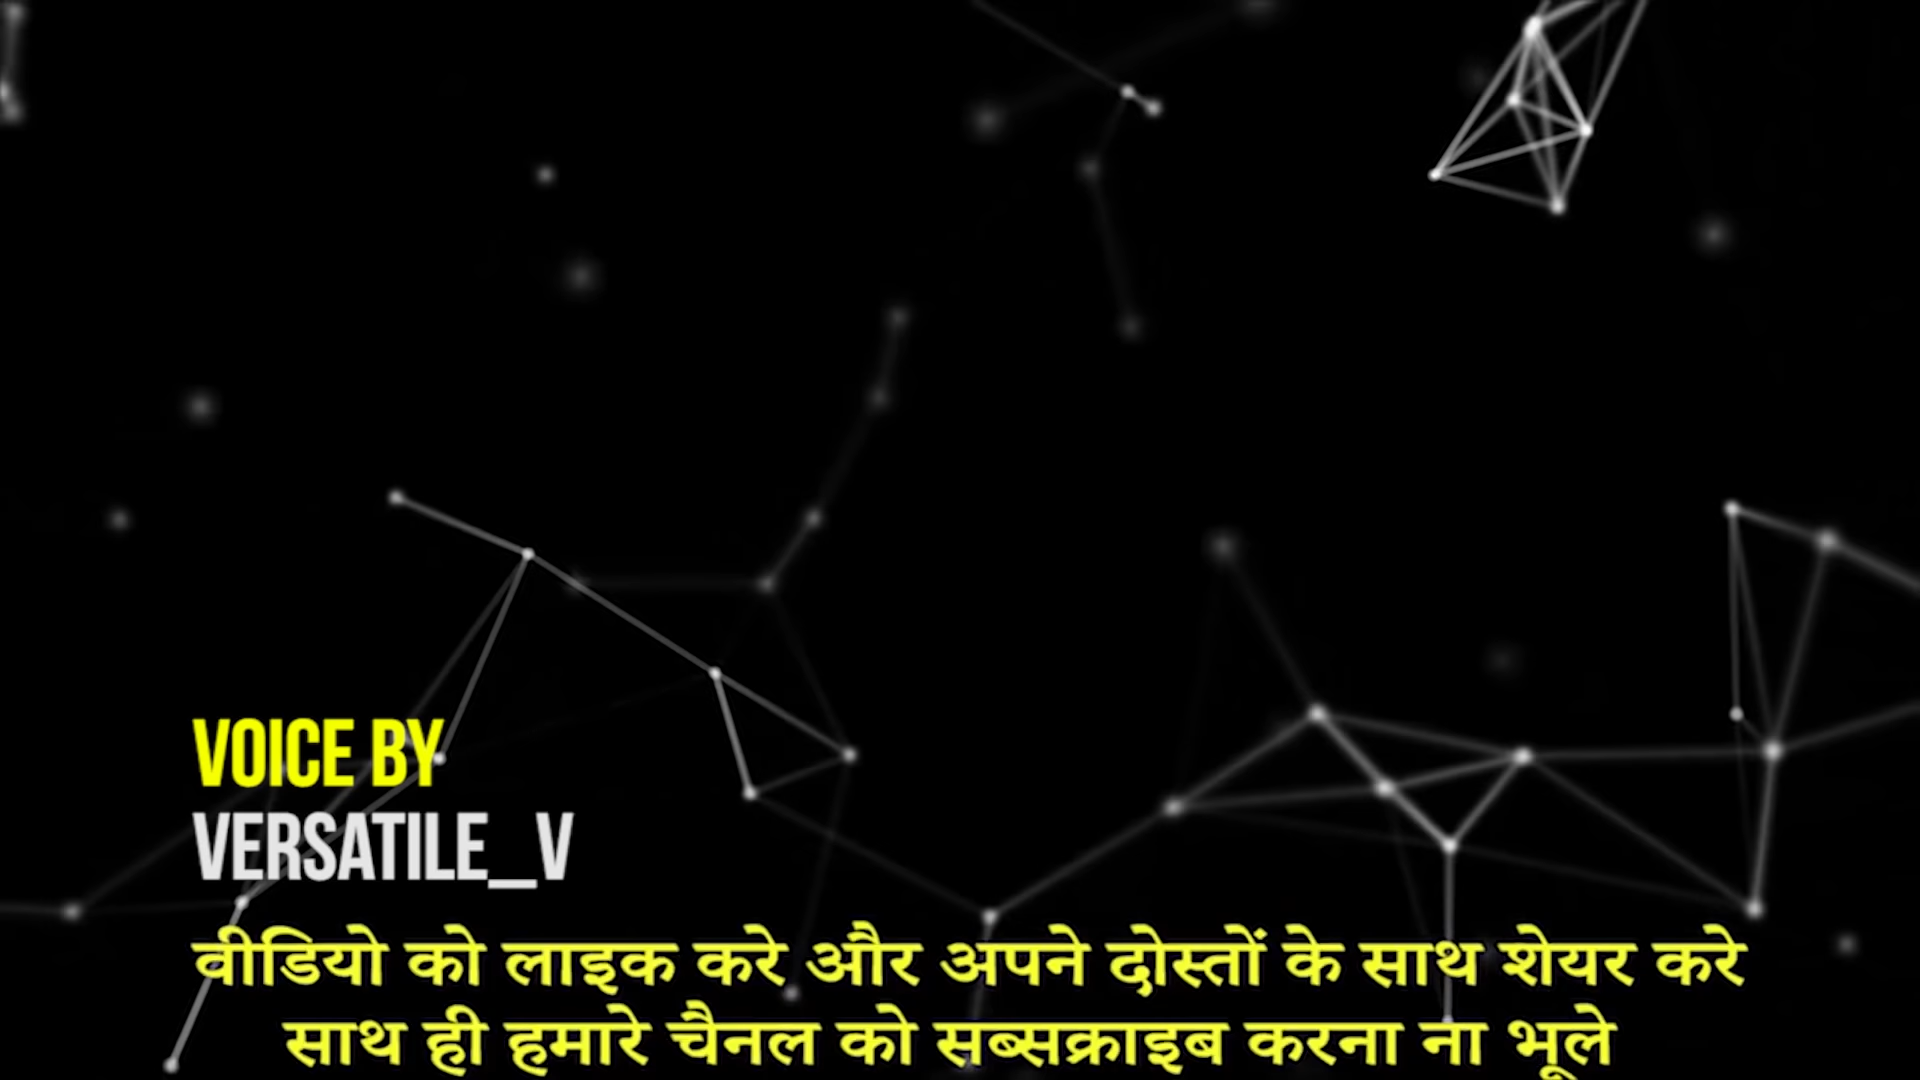 VOICE BY
VERSATILE_V
वीडियो को लाइक करे और अपने दोस्तों के साथ शेयर करे
साथ ही हमारे चैनल को सब्सक्राइब करना ना भूले